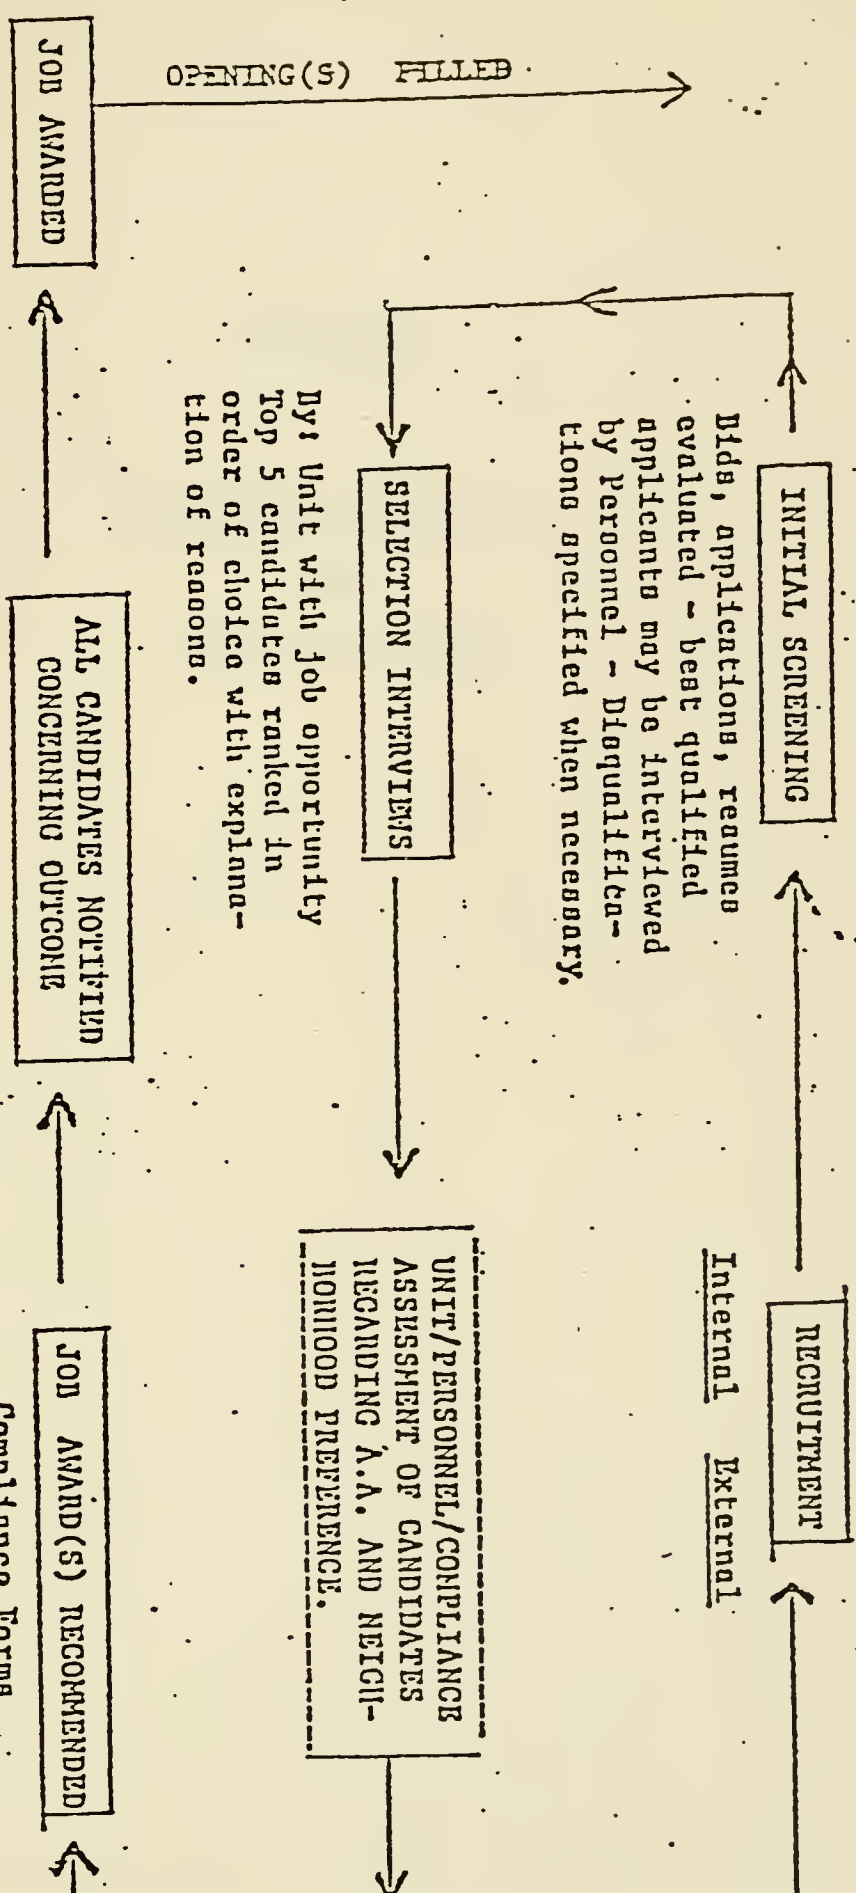 INITIAL SCREENING
Bids, applications, resumes
evaluated - best qualified
applicants may be interviewed
by Personnel - Disqualifica-
tions specified when necessary.
RECRUITMENT
Internal External
SELECTION INTERVIEWS
By: Unit with job opportunity
Top 5 candidates ranked in
order of choice with explana-
tion of reasons.
UNIT/PERSONNEL/COMPLIANCE
ASSESSMENT OF CANDIDATES
REGARDING A.A. AND NEIGH-
BORHOOD PREFERENCE.
OPENING(S) FILLED
JOB AWARDED
ALL CANDIDATES NOTIFIED
CONCERNING OUTCOME
JOB AWARD(S) RECOMMENDED
Compliance Forms